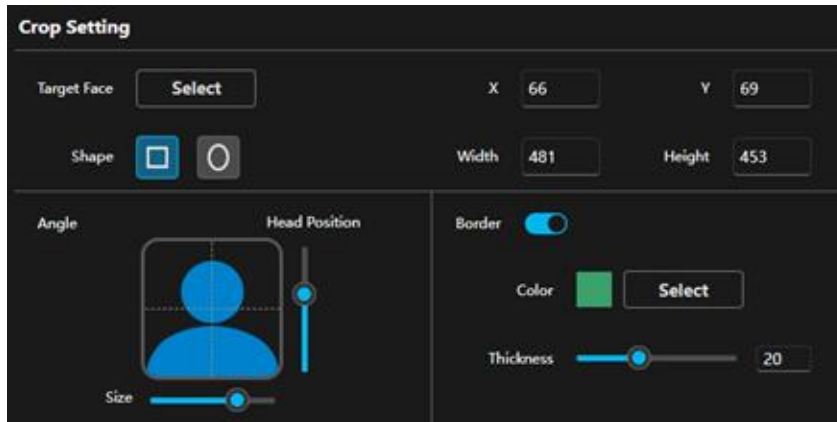 Crop Setting
Target Face Select X 66 Y 69
Shape Width 481 Height 453
Angle Head Position Border
Color Select
Thickness 20
Size